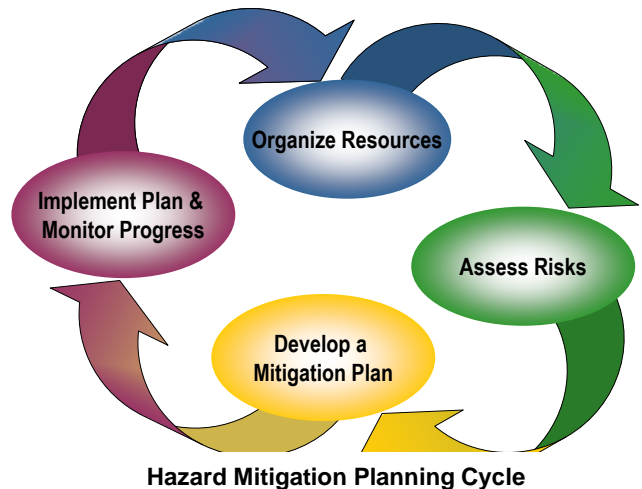 Organize Resources
Assess Risks
Develop a
Mitigation Plan
Implement Plan &
Monitor Progress
Hazard Mitigation Planning Cycle